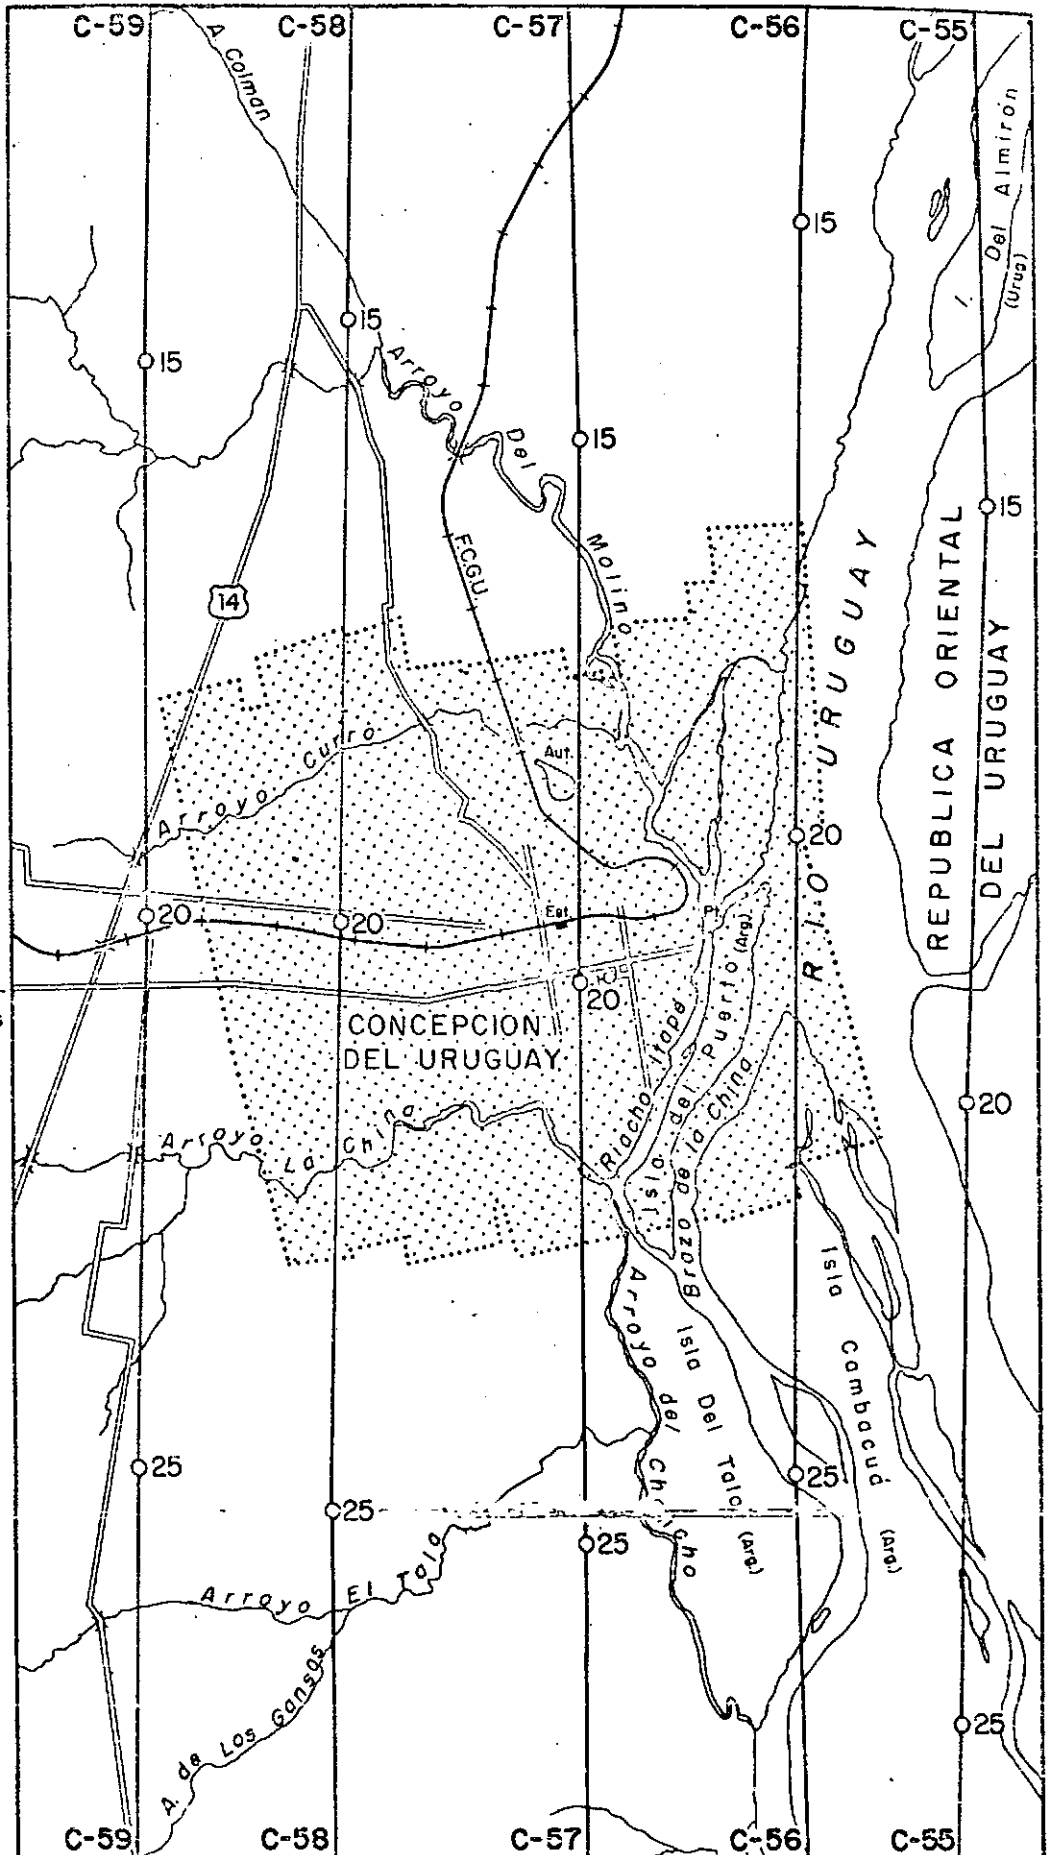 C-59
C-58
C-57
C-56
C-55
A. Colman
Del Almirón
(Urug)
15
15
15
15
15
Arroyo Del Molino
F.C.G.U.
14
RIO URUGUAY
REPUBLICA ORIENTAL
DEL URUGUAY
Arroyo Curro
Aut.
20
20
20
20
20
Est.
Pt.
CONCEPCION
DEL URUGUAY
Riacho Itapé
Isla del Puerto (Arg)
Brazo de la China
Arroyo La China
Isla Cambacuá (Arg.)
Isla Del Tala (Arg.)
Arroyo del
25
25
25
25
25
Arroyo El Tala
A. de Los Gansos
C-59
C-58
C-57
C-56
C-55